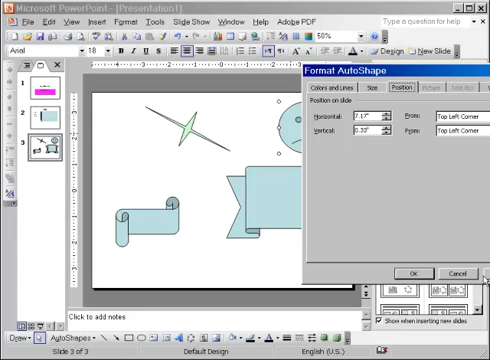 Microsoft PowerPoint - [Presentation1]
File Edit View Insert Format Tools Slide Show Window Help Adobe PDF
Type a question for help
58%
Arial 18 B I U S Design New Slide
1
2
3
Format AutoShape
Colors and Lines Size Position Picture Text Box
Position on slide
Horizontal: 7.17" From: Top Left Corner
Vertical: 0.33" From: Top Left Corner
OK Cancel
Show when inserting new slides
Click to add notes
Draw AutoShapes
Slide 3 of 3 Default Design English (U.S.)